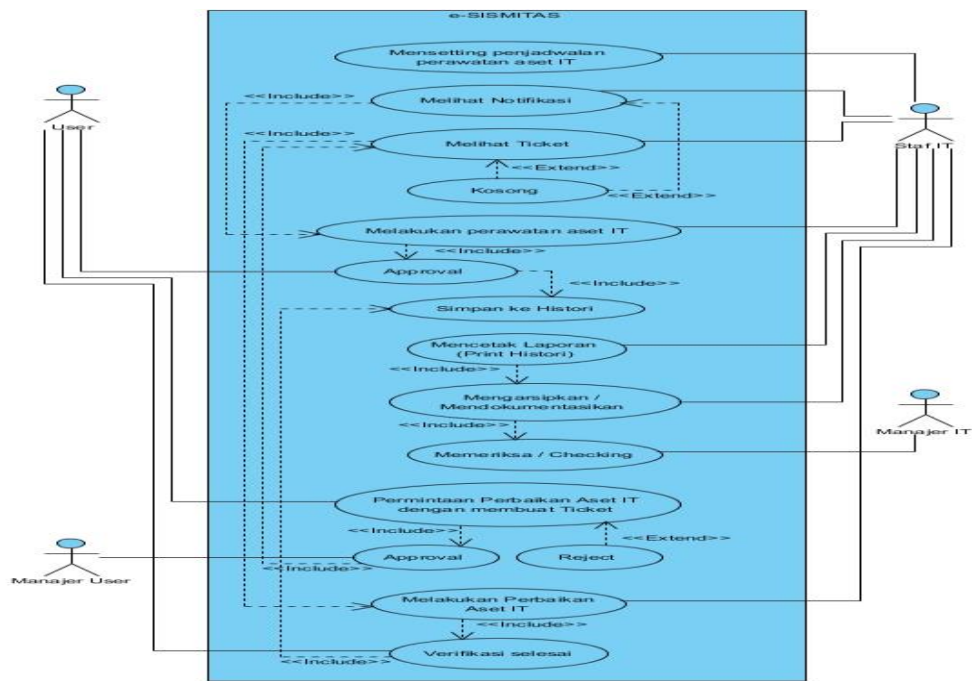 e-SISMITAS
Mensetting penjadwalan
perawatan aset IT
<<Include>>
Melihat Notifikasi
User
<<Include>>
Melihat Ticket
Staf IT
<<Extend>>
Kosong
<<Extend>>
Melakukan perawatan aset IT
<<Include>>
Approval
<<Include>>
Simpan ke Histori
Mencetak Laporan
(Print Histori)
<<Include>>
Mengarsipkan /
Mendokumentasikan
<<Include>>
Manajer IT
Memeriksa / Checking
Permintaan Perbaikan Aset IT
dengan membuat Ticket
<<Include>>
<<Extend>>
Approval
Reject
<<Include>>
Manajer User
Melakukan Perbaikan
Aset IT
<<Include>>
Verifikasi selesai
<<Include>>